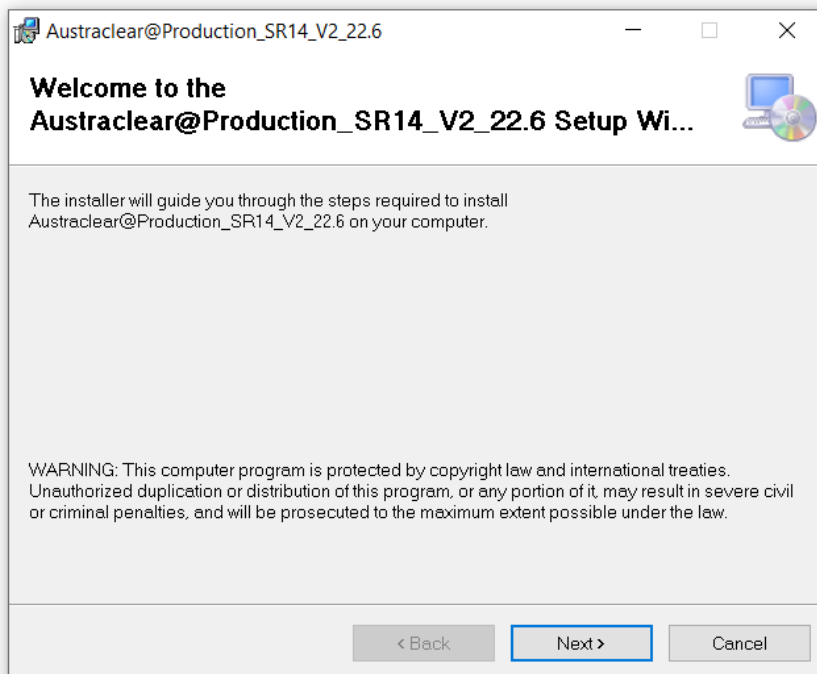 Austraclear@Production_SR14_V2_22.6
Welcome to the
Austraclear@Production_SR14_V2_22.6 Setup Wi...
The installer will guide you through the steps required to install
Austraclear@Production_SR14_V2_22.6 on your computer.
WARNING: This computer program is protected by copyright law and international treaties.
Unauthorized duplication or distribution of this program, or any portion of it, may result in severe civil
or criminal penalties, and will be prosecuted to the maximum extent possible under the law.
< Back Next > Cancel